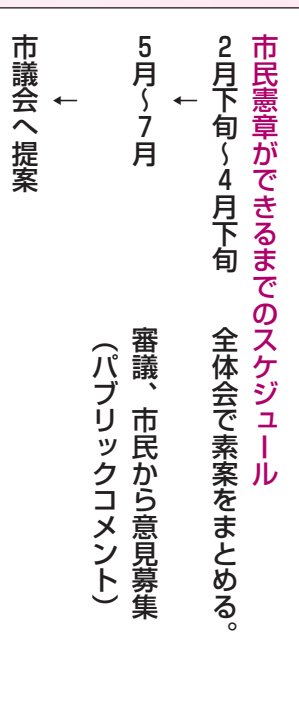 市民憲章ができるまでのスケジュール
2月下旬～4月下旬　全体会で素案をまとめる。
←
5月～7月　審議、市民から意見募集
（パブリックコメント）
←
市議会へ提案